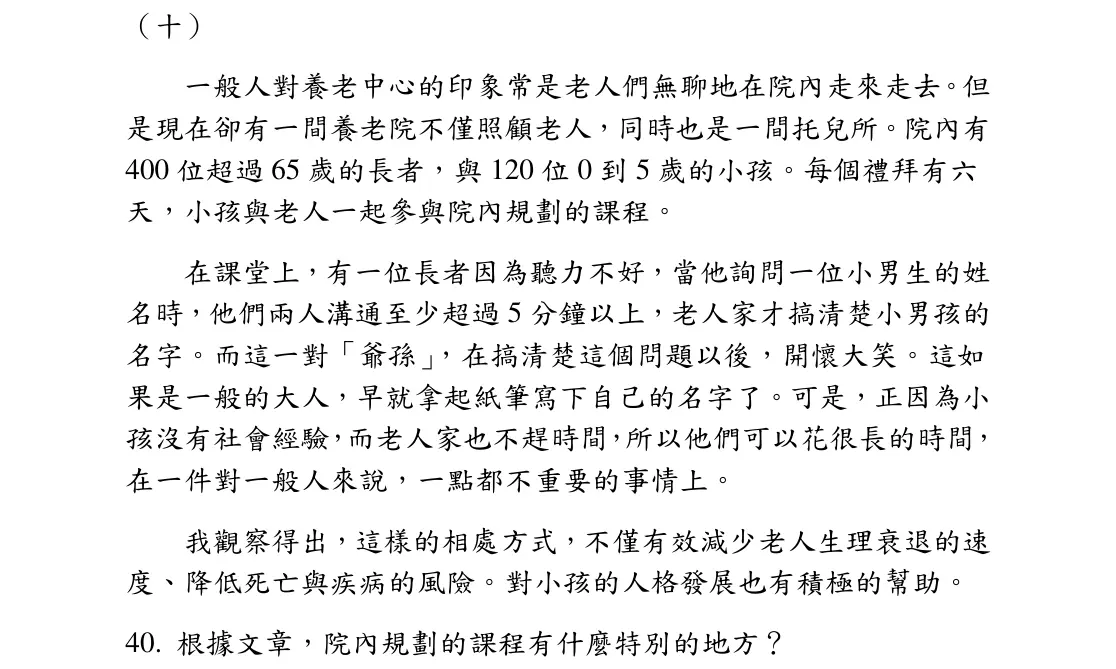 （十）
一般人對養老中心的印象常是老人們無聊地在院內走來走去。但
是現在卻有一間養老院不僅照顧老人，同時也是一間托兒所。院內有
400 位超過 65 歲的長者，與 120 位 0 到 5 歲的小孩。每個禮拜有六
天，小孩與老人一起參與院內規劃的課程。
在課堂上，有一位長者因為聽力不好，當他詢問一位小男生的姓
名時，他們兩人溝通至少超過 5 分鐘以上，老人家才搞清楚小男孩的
名字。而這一對「爺孫」，在搞清楚這個問題以後，開懷大笑。這如
果是一般的大人，早就拿起紙筆寫下自己的名字了。可是，正因為小
孩沒有社會經驗，而老人家也不趕時間，所以他們可以花很長的時間，
在一件對一般人來說，一點都不重要的事情上。
我觀察得出，這樣的相處方式，不僅有效減少老人生理衰退的速
度、降低死亡與疾病的風險。對小孩的人格發展也有積極的幫助。
40. 根據文章，院內規劃的課程有什麼特別的地方？